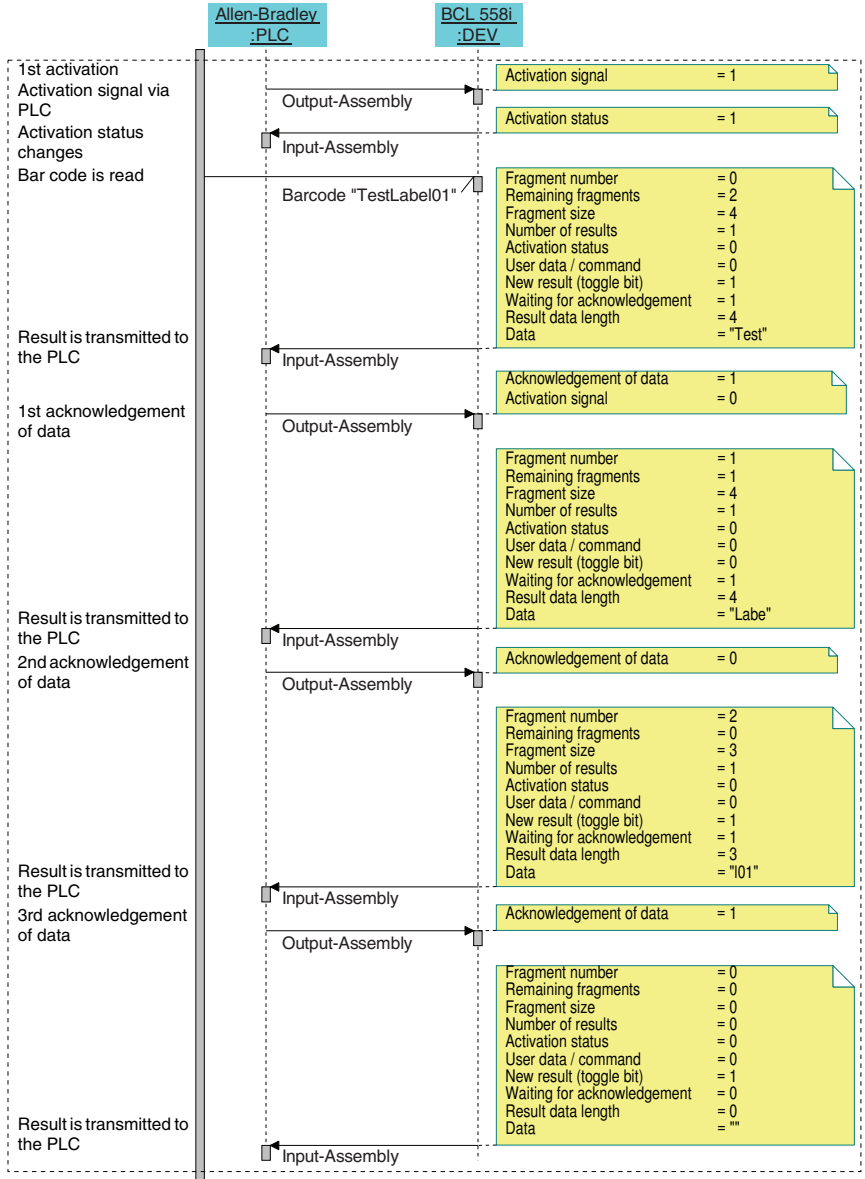 Allen-Bradley
:PLC
BCL 558i
:DEV
1st activation
Activation signal via
PLC
Activation signal = 1
Output-Assembly
Activation status
changes
Activation status = 1
Input-Assembly
Bar code is read
Barcode "TestLabel01"
Fragment number = 0
Remaining fragments = 2
Fragment size = 4
Number of results = 1
Activation status = 0
User data / command = 0
New result (toggle bit) = 1
Waiting for acknowledgement = 1
Result data length = 4
Data = "Test"
Result is transmitted to
the PLC
Input-Assembly
Acknowledgement of data = 1
Activation signal = 0
1st acknowledgement
of data
Output-Assembly
Fragment number = 1
Remaining fragments = 1
Fragment size = 4
Number of results = 1
Activation status = 0
User data / command = 0
New result (toggle bit) = 0
Waiting for acknowledgement = 1
Result data length = 4
Data = "Labe"
Result is transmitted to
the PLC
Input-Assembly
2nd acknowledgement
of data
Acknowledgement of data = 0
Output-Assembly
Fragment number = 2
Remaining fragments = 0
Fragment size = 3
Number of results = 1
Activation status = 0
User data / command = 0
New result (toggle bit) = 1
Waiting for acknowledgement = 1
Result data length = 3
Data = "l01"
Result is transmitted to
the PLC
Input-Assembly
3rd acknowledgement
of data
Acknowledgement of data = 1
Output-Assembly
Fragment number = 0
Remaining fragments = 0
Fragment size = 0
Number of results = 0
Activation status = 0
User data / command = 0
New result (toggle bit) = 1
Waiting for acknowledgement = 0
Result data length = 0
Data = ""
Result is transmitted to
the PLC
Input-Assembly